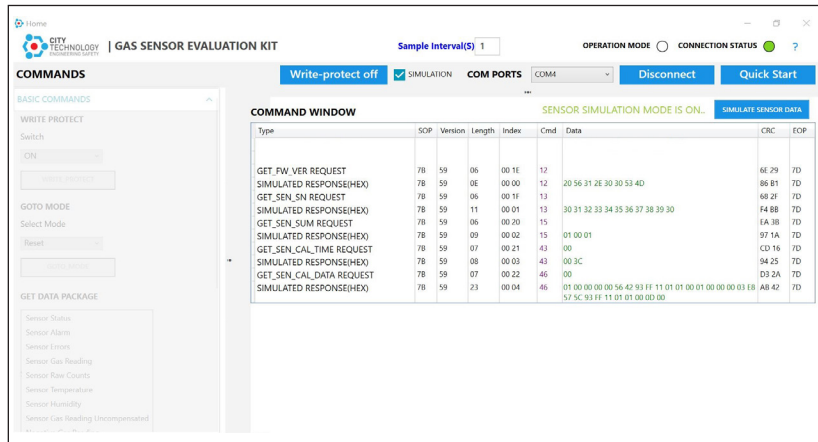 Home
CITY
TECHNOLOGY
ENGINEERING SAFETY
| GAS SENSOR EVALUATION KIT
Sample Interval(S) 1
OPERATION MODE
CONNECTION STATUS
?
COMMANDS
Write-protect off
SIMULATION
COM PORTS
COM4
Disconnect
Quick Start
BASIC COMMANDS
WRITE PROTECT
Switch
ON
WRITE PROTECT
GOTO MODE
Select Mode
Reset
GOTO MODE
GET DATA PACKAGE
Sensor Status
Sensor Alarm
Sensor Errors
Sensor Gas Reading
Sensor Raw Counts
Sensor Temperature
Sensor Humidity
Sensor Gas Reading Uncompensated
COMMAND WINDOW
SENSOR SIMULATION MODE IS ON..
SIMULATE SENSOR DATA
Type SOP Version Length Index Cmd Data CRC EOP
GET_FW_VER REQUEST 7B 59 06 00 1E 12 6E 29 7D
SIMULATED RESPONSE(HEX) 7B 59 0E 00 00 12 20 56 31 2E 30 30 53 4D 86 B1 7D
GET_SEN_SN REQUEST 7B 59 06 00 1F 13 68 2F 7D
SIMULATED RESPONSE(HEX) 7B 59 11 00 01 13 30 31 32 33 34 35 36 37 38 39 30 F4 BB 7D
GET_SEN_SUM REQUEST 7B 59 06 00 20 15 EA 3B 7D
SIMULATED RESPONSE(HEX) 7B 59 09 00 02 15 01 00 01 97 1A 7D
GET_SEN_CAL_TIME REQUEST 7B 59 07 00 21 43 00 CD 16 7D
SIMULATED RESPONSE(HEX) 7B 59 08 00 03 43 00 3C 94 25 7D
GET_SEN_CAL_DATA REQUEST 7B 59 07 00 22 46 00 D3 2A 7D
SIMULATED RESPONSE(HEX) 7B 59 23 00 04 46 01 00 00 00 00 56 42 93 FF 11 01 01 00 01 00 00 00 03 E8 AB 42 7D
57 5C 93 FF 11 01 01 00 0D 00